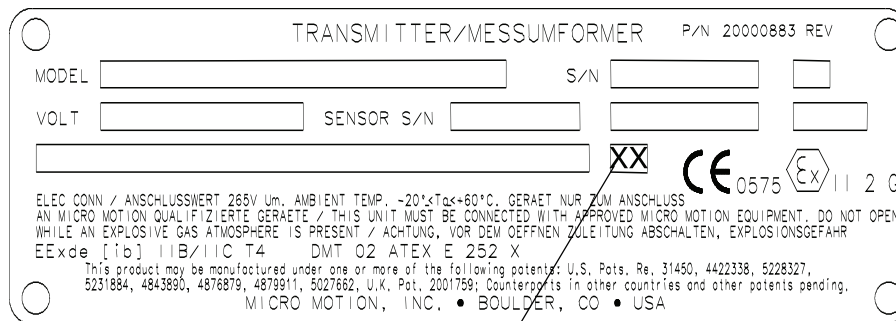 TRANSMITTER/MESSUMFORMER P/N 20000883 REV
MODEL S/N
VOLT SENSOR S/N
XX CE 0575 Ex II 2 G
ELEC CONN / ANSCHLUSSWERT 265V Um. AMBIENT TEMP. -20°<Ta<+60°C. GERAET NUR ZUM ANSCHLUSS
AN MICRO MOTION QUALIFIZIERTE GERAETE / THIS UNIT MUST BE CONNECTED WITH APPROVED MICRO MOTION EQUIPMENT. DO NOT OPEN
WHILE AN EXPLOSIVE GAS ATMOSPHERE IS PRESENT / ACHTUNG, VOR DEM OEFFNEN ZULEITUNG ABSCHALTEN, EXPLOSIONSGEFAHR
EExde [ib] IIB/IIC T4 DMT 02 ATEX E 252 X
This product may be manufactured under one or more of the following patents: U.S. Pats. Re. 31450, 4422338, 5228327,
5231884, 4843890, 4876879, 4879911, 5027662, U.K. Pat. 2001759; Counterparts in other countries and other patents pending.
MICRO MOTION, INC. • BOULDER, CO • USA